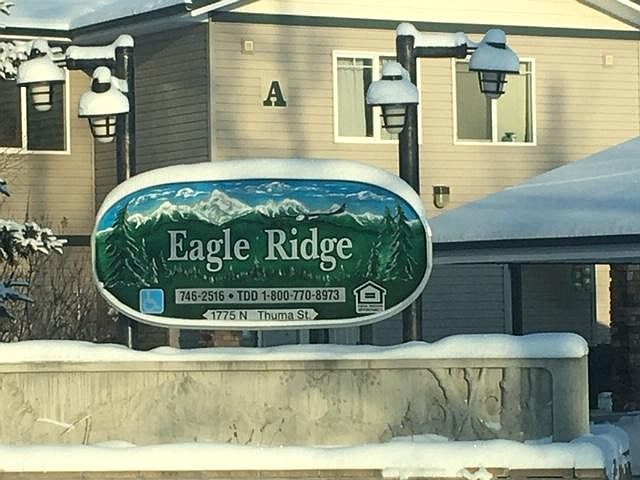 A
Eagle Ridge
746-2516 • TDD 1-800-770-8973
1775 N Thuma St.